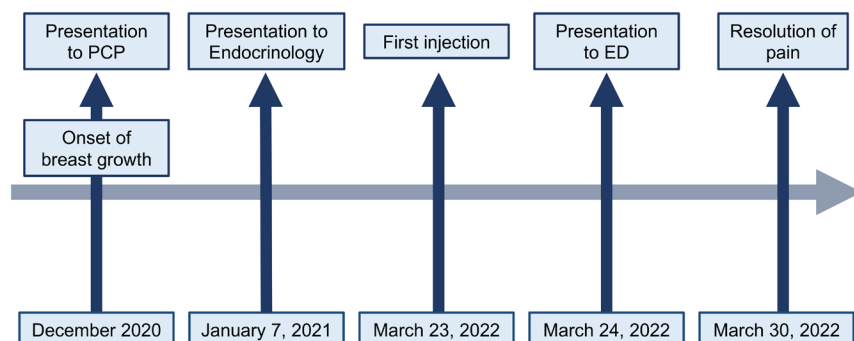 Presentation
to PCP
Presentation to
Endocrinology
First injection
Presentation
to ED
Resolution of
pain
Onset of
breast growth
December 2020
January 7, 2021
March 23, 2022
March 24, 2022
March 30, 2022